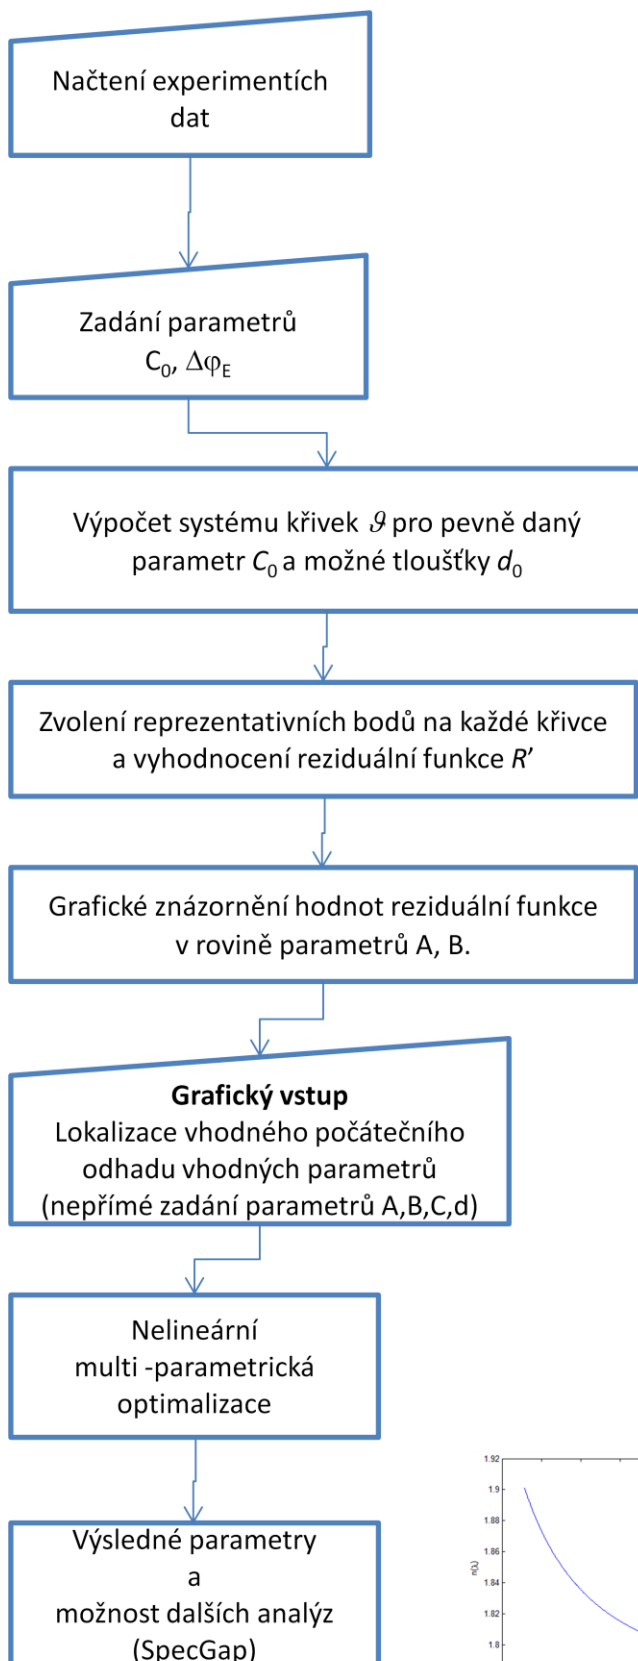 Načtení experimentích
dat
Zadání parametrů
C₀, Δφ_E
Výpočet systému křivek 𝜗 pro pevně daný
parametr C₀ a možné tloušťky d₀
Zvolení reprezentativních bodů na každé křivce
a vyhodnocení reziduální funkce R’
Grafické znázornění hodnot reziduální funkce
v rovině parametrů A, B.
Grafický vstup
Lokalizace vhodného počátečního
odhadu vhodných parametrů
(nepřímé zadání parametrů A,B,C,d)
Nelineární
multi -parametrická
optimalizace
Výsledné parametry
a
možnost dalších analýz
(SpecGap)
1.92
1.9
1.88
1.86
1.84
1.82
1.8
n(λ)